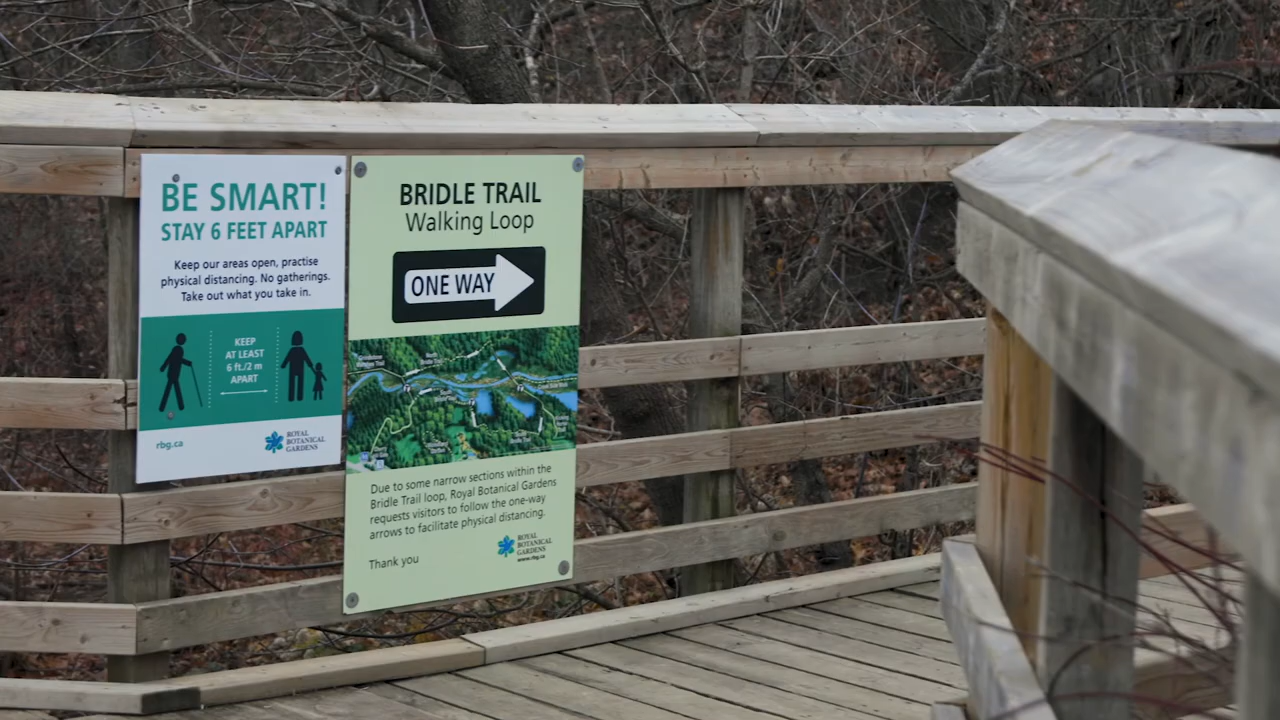 BE SMART!
STAY 6 FEET APART
Keep our areas open, practise
physical distancing. No gatherings.
Take out what you take in.
KEEP
AT LEAST
6 ft./2 m
APART
rbg.ca
ROYAL
BOTANICAL
GARDENS
BRIDLE TRAIL
Walking Loop
ONE WAY
Due to some narrow sections within the
Bridle Trail loop, Royal Botanical Gardens
requests visitors to follow the one-way
arrows to facilitate physical distancing.
Thank you
ROYAL
BOTANICAL
GARDENS
www.rbg.ca